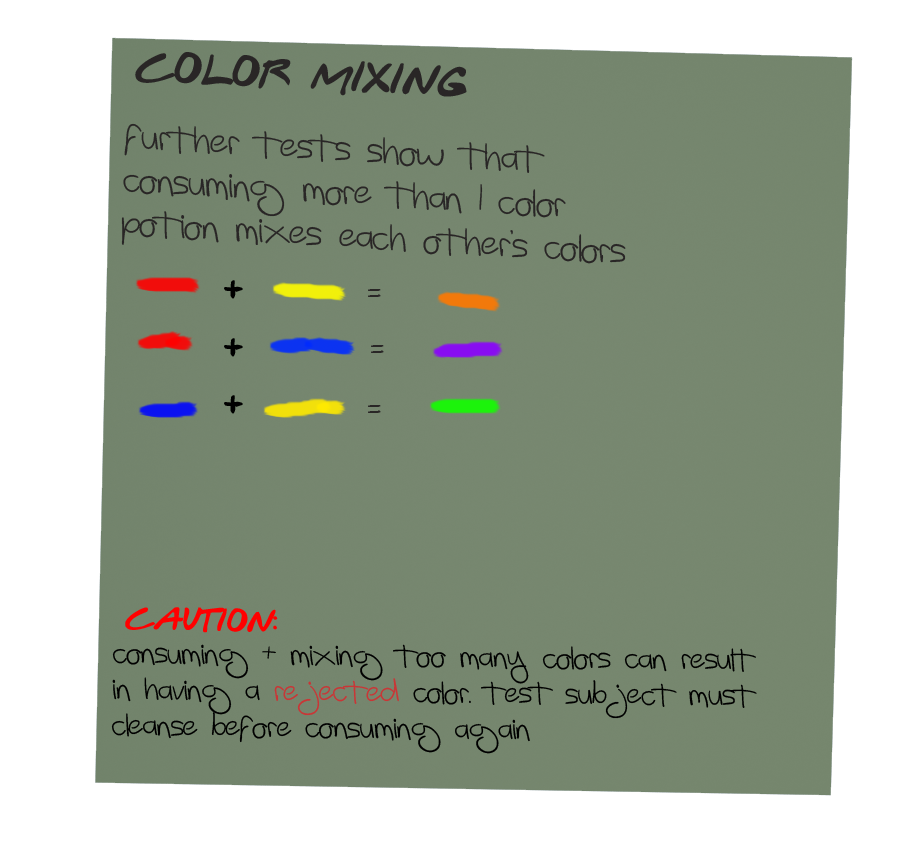 COLOR MIXING
further tests show that
consuming more than 1 color
potion mixes each other's colors
+ =
+ =
+ =
CAUTION:
consuming + mixing too many colors can result
in having a rejected color. test subject must
cleanse before consuming again